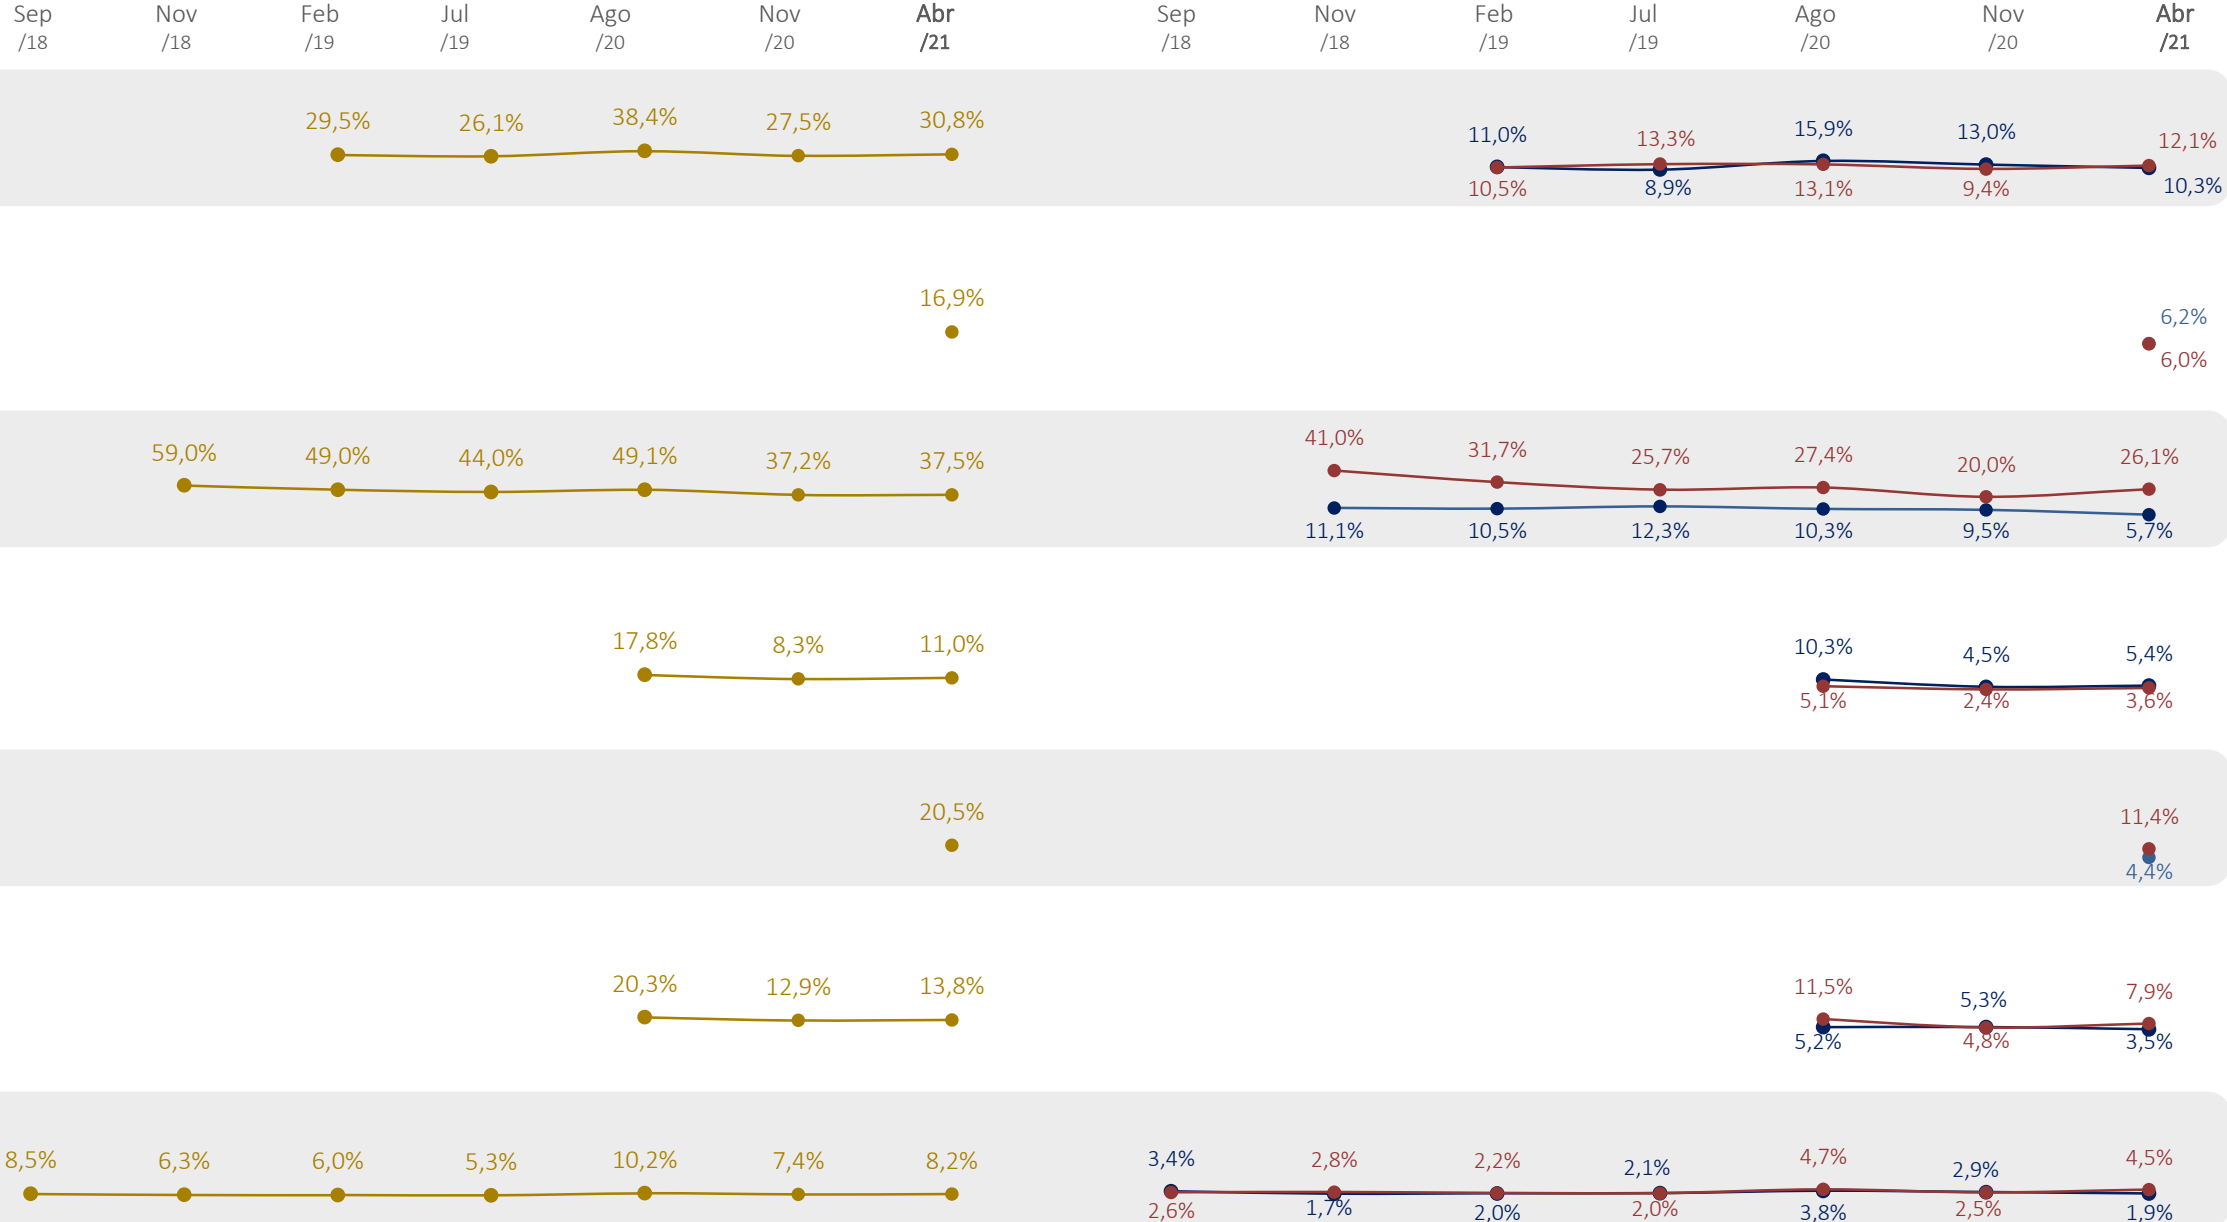 Sep Nov Feb Jul Ago Nov Abr Sep Nov Feb Jul Ago Nov Abr
/18 /18 /19 /19 /20 /20 /21 /18 /18 /19 /19 /20 /20 /21
29,5% 26,1% 38,4% 27,5% 30,8% 11,0% 13,3% 15,9% 13,0% 12,1%
10,5% 8,9% 13,1% 9,4% 10,3%
16,9% 6,2%
6,0%
59,0% 49,0% 44,0% 49,1% 37,2% 37,5% 41,0% 31,7% 25,7% 27,4% 20,0% 26,1%
11,1% 10,5% 12,3% 10,3% 9,5% 5,7%
17,8% 8,3% 11,0% 10,3% 4,5% 5,4%
5,1% 2,4% 3,6%
20,5% 11,4%
4,4%
20,3% 12,9% 13,8% 11,5% 5,3% 7,9%
5,2% 4,8% 3,5%
8,5% 6,3% 6,0% 5,3% 10,2% 7,4% 8,2% 3,4% 2,8% 2,2% 2,1% 4,7% 2,9% 4,5%
2,6% 1,7% 2,0% 2,0% 3,8% 2,5% 1,9%